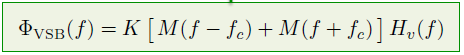 Φ_VSB(f) = K [ M(f − f_c) + M(f + f_c) ] H_v(f)